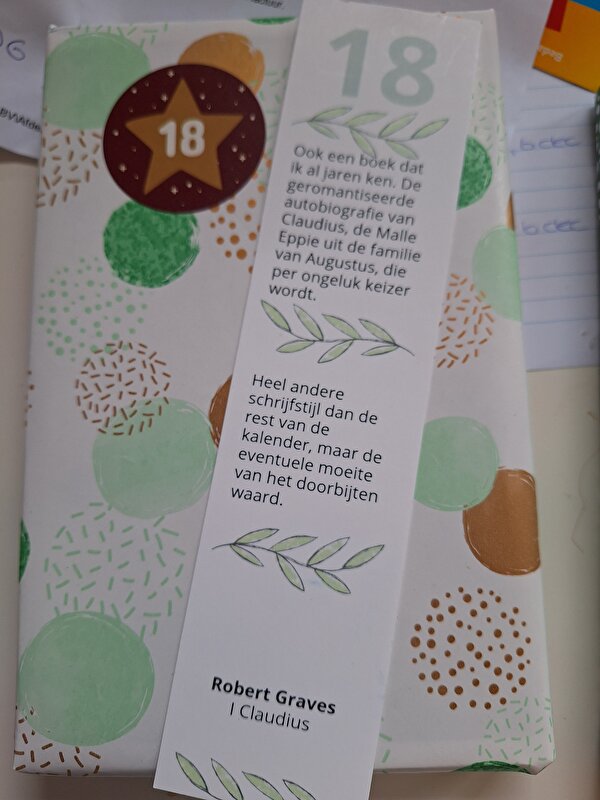 18
18
Ook een boek dat
ik al jaren ken. De
geromantiseerde
autobiografie van
Claudius, de Malle
Eppie uit de familie
van Augustus, die
per ongeluk keizer
wordt.
Heel andere
schrijfstijl dan de
rest van de
kalender, maar de
eventuele moeite
van het doorbijten
waard.
Robert Graves
I Claudius